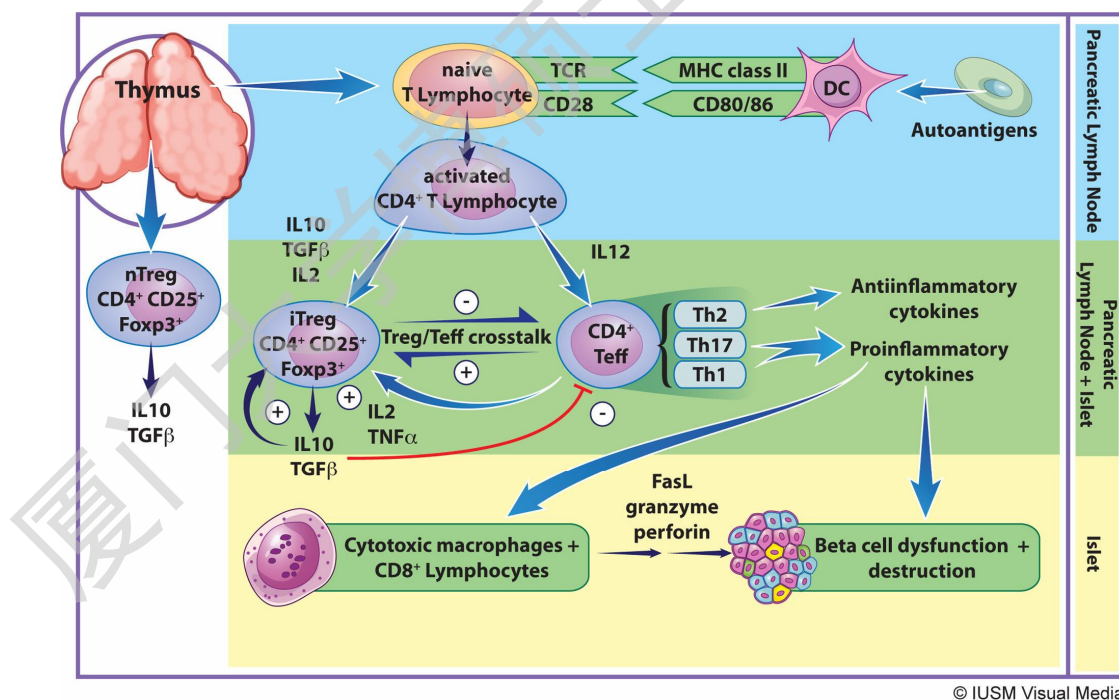 Thymus
naive
T Lymphocyte
TCR
CD28
MHC class II
CD80/86
DC
Autoantigens
Pancreatic Lymph Node
activated
CD4⁺ T Lymphocyte
IL10
TGFβ
IL2
IL12
nTreg
CD4⁺ CD25⁺
Foxp3⁺
IL10
TGFβ
iTreg
CD4⁺ CD25⁺
Foxp3⁺
-
Treg/Teff crosstalk
+
CD4⁺
Teff
Th2
Th17
Th1
Antiinflammatory
cytokines
Proinflammatory
cytokines
Pancreatic
Lymph Node + Islet
+
+
IL2
TNFα
-
IL10
TGFβ
FasL
granzyme
perforin
Cytotoxic macrophages +
CD8⁺ Lymphocytes
Beta cell dysfunction +
destruction
Islet
© IUSM Visual Media